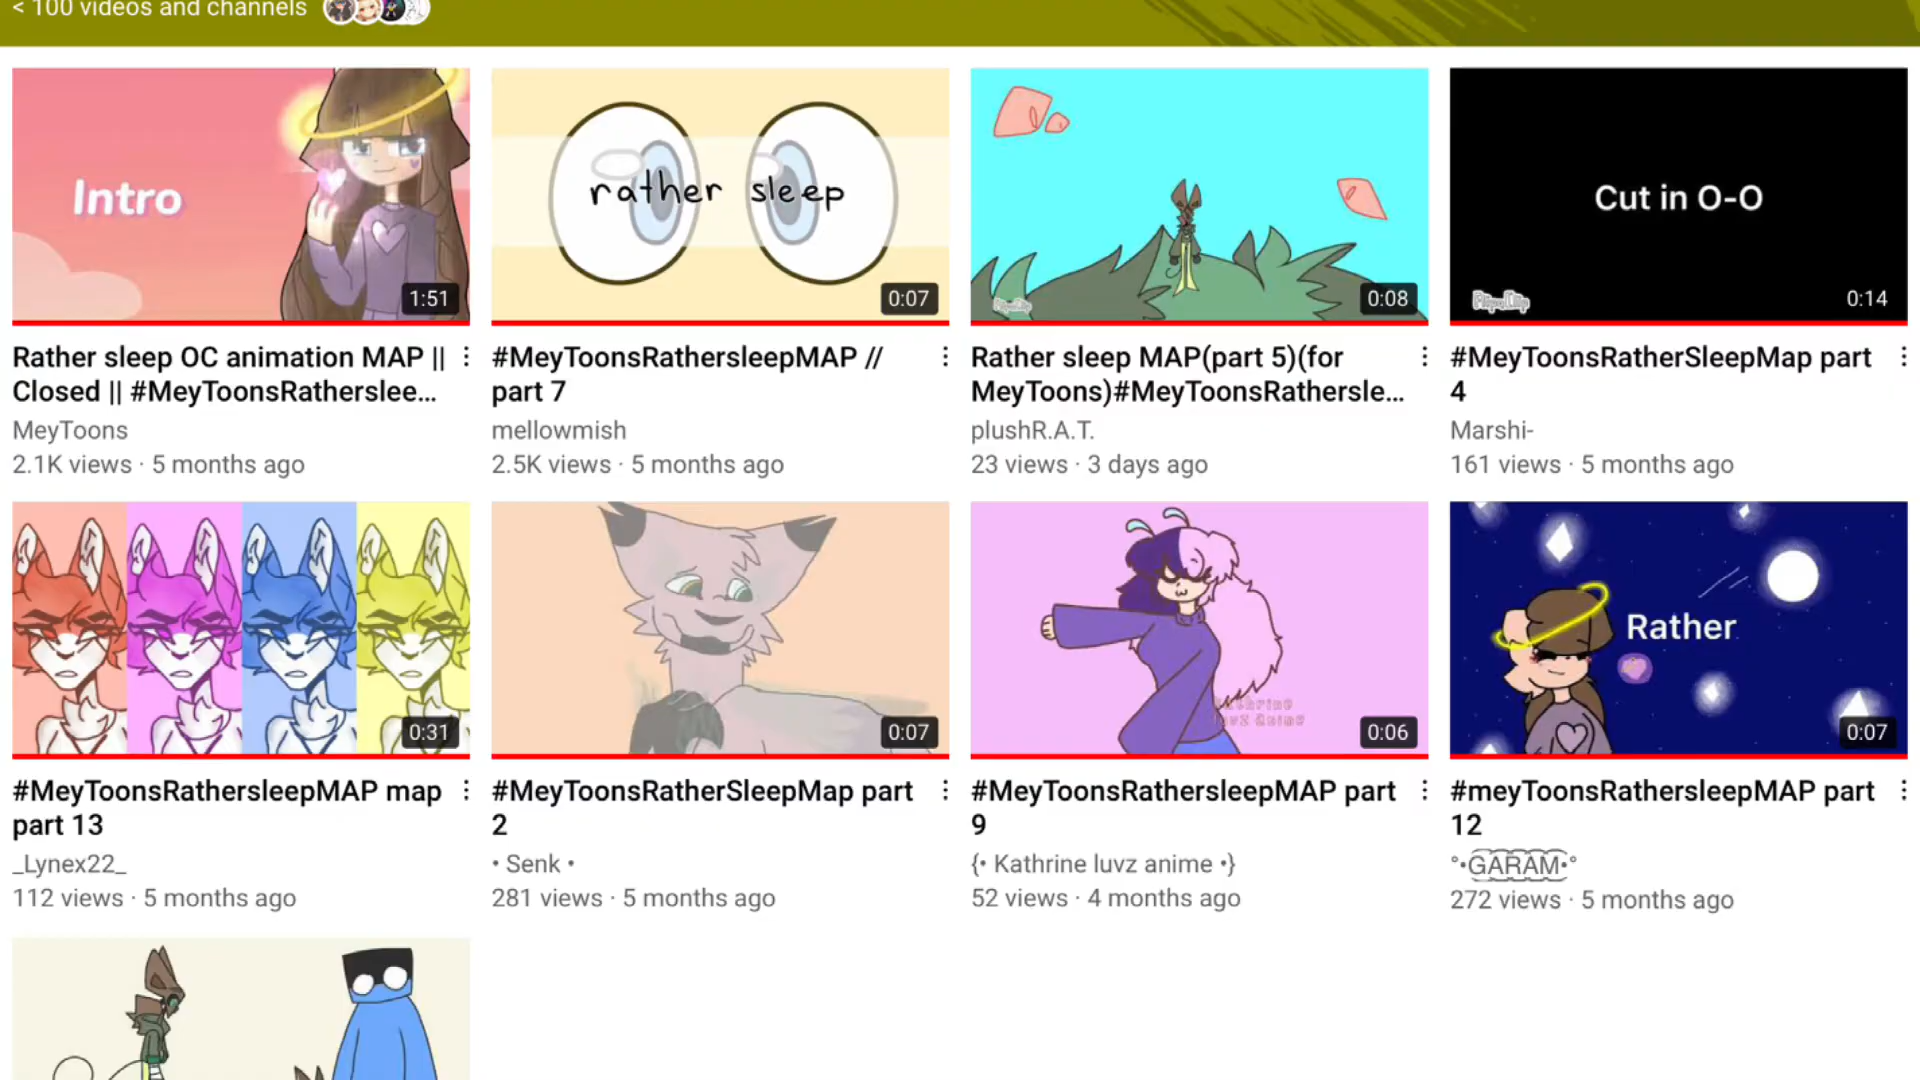 < 100 videos and channels
Intro
1:51
rather sleep
0:07
0:08
FlipaClip
Cut in O-O
FlipaClip
0:14
Rather sleep OC animation MAP ||
Closed || #MeyToonsRatherslee...
MeyToons
2.1K views · 5 months ago
#MeyToonsRathersleepMAP //
part 7
mellowmish
2.5K views · 5 months ago
Rather sleep MAP(part 5)(for
MeyToons)#MeyToonsRathersle...
plushR.A.T.
23 views · 3 days ago
#MeyToonsRatherSleepMap part
4
Marshi-
161 views · 5 months ago
0:31
0:07
kathrine
luvz anime
0:06
Rather
0:07
#MeyToonsRathersleepMAP map
part 13
_Lynex22_
112 views · 5 months ago
#MeyToonsRatherSleepMap part
2
• Senk •
281 views · 5 months ago
#MeyToonsRathersleepMAP part
9
{• Kathrine luvz anime •}
52 views · 4 months ago
#meyToonsRathersleepMAP part
12
°•GARAM•°
272 views · 5 months ago